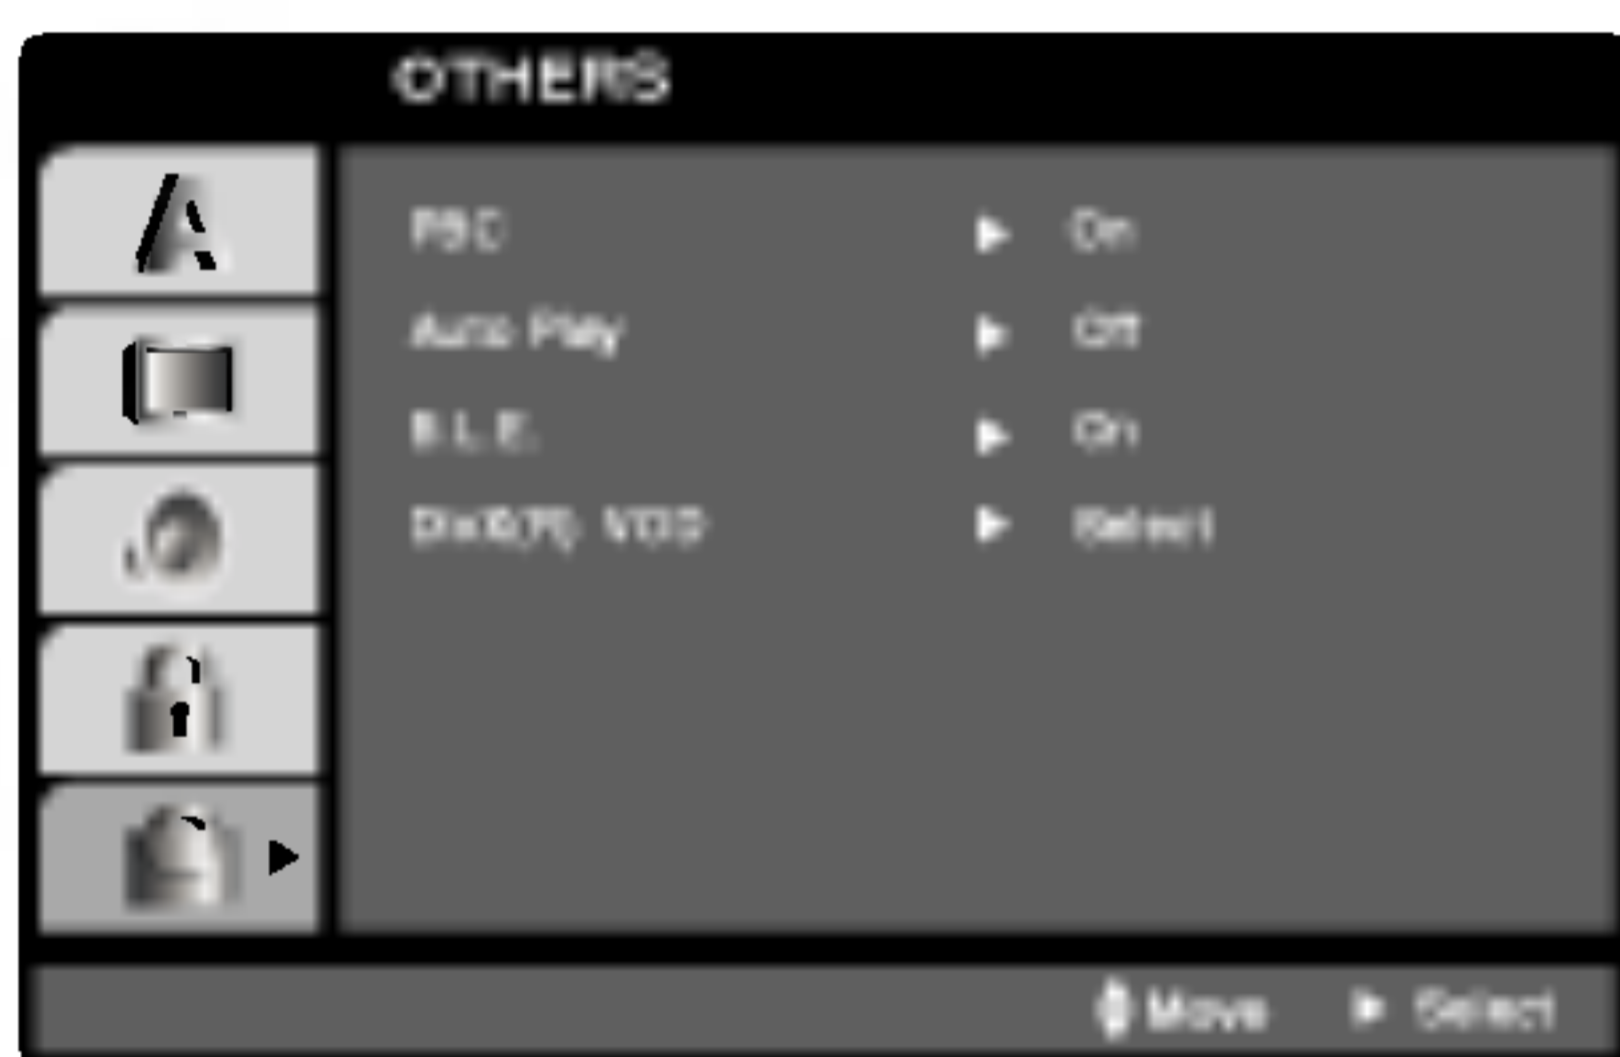 OTHERS
PBC ▶ On
Auto Play ▶ Off
B.L.E. ▶ On
DivX(R) VOD ▶ Select
Move ▶ Select